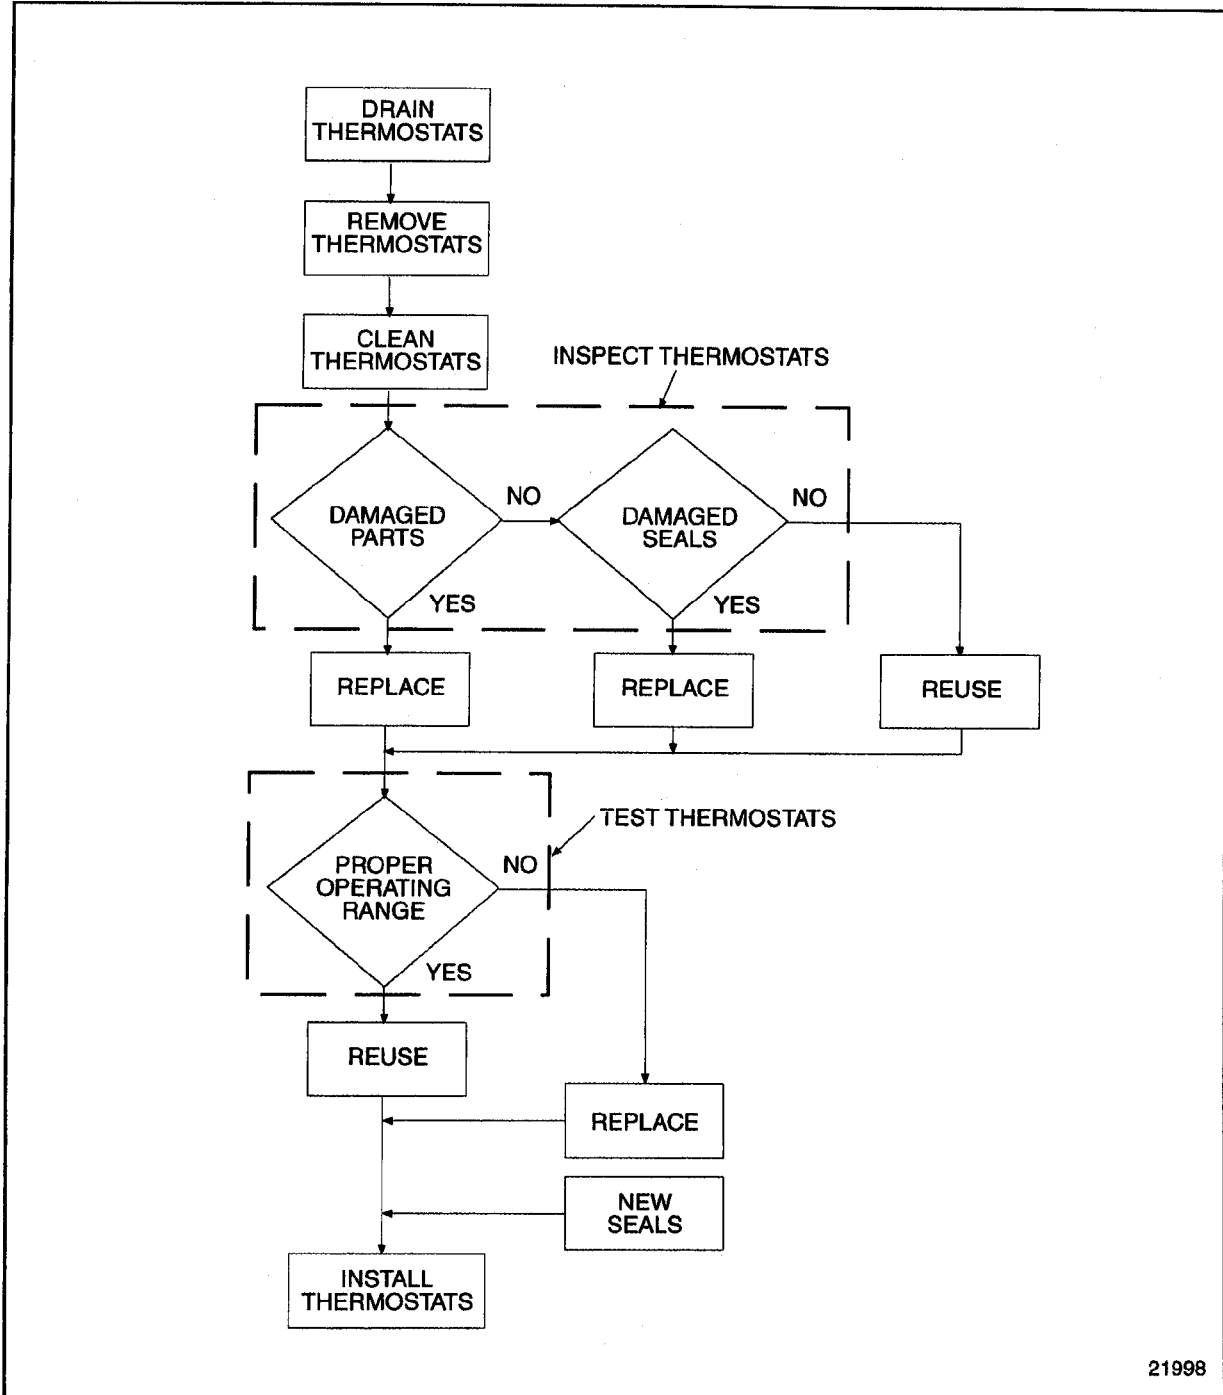 DRAIN
THERMOSTATS
REMOVE
THERMOSTATS
CLEAN
THERMOSTATS
INSPECT THERMOSTATS
DAMAGED
PARTS
NO
YES
DAMAGED
SEALS
NO
YES
REPLACE
REPLACE
REUSE
TEST THERMOSTATS
PROPER
OPERATING
RANGE
NO
YES
REUSE
REPLACE
NEW
SEALS
INSTALL
THERMOSTATS
21998